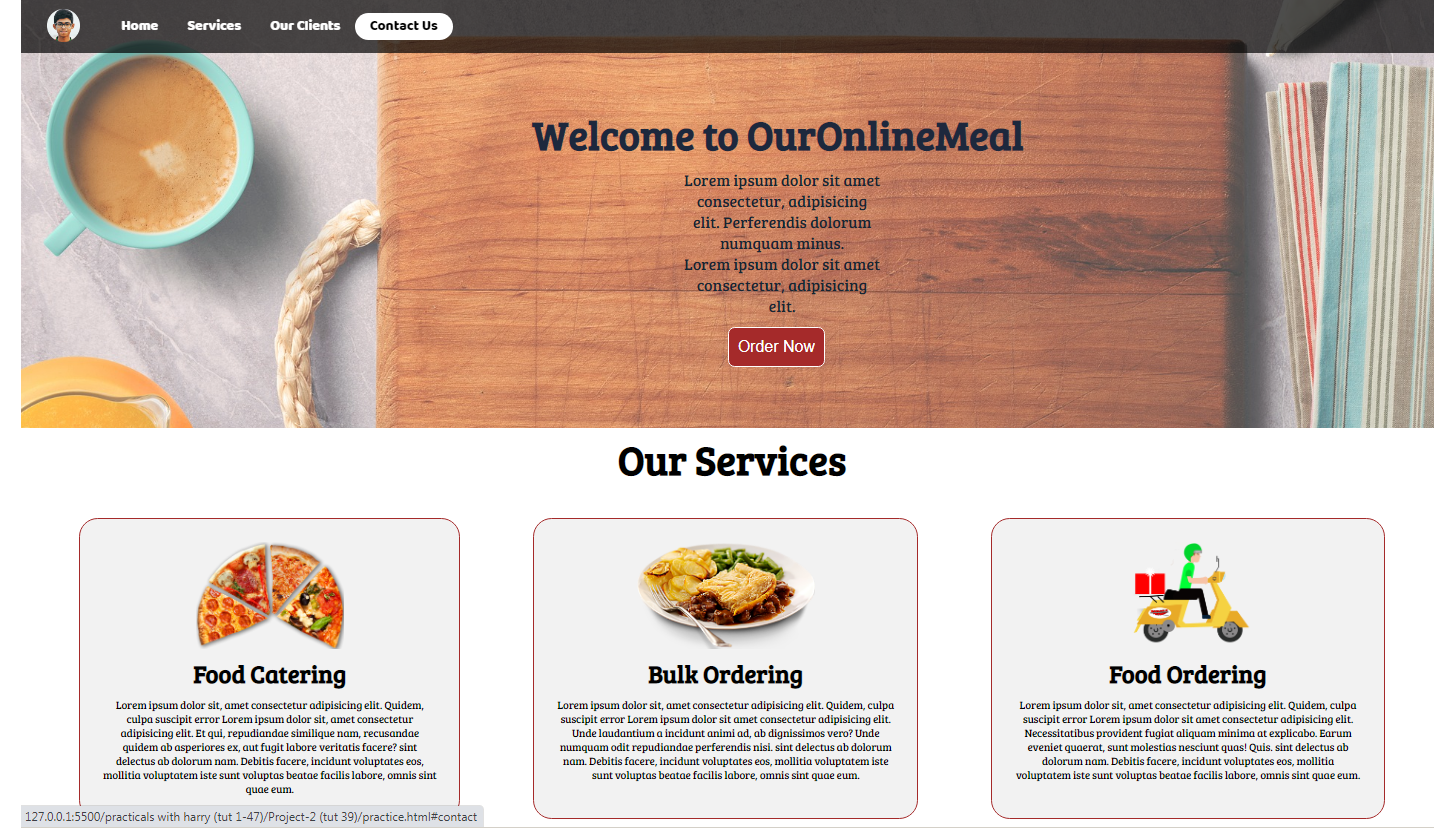 Home Services Our Clients Contact Us
Welcome to OurOnlineMeal
Lorem ipsum dolor sit amet
consectetur, adipisicing
elit. Perferendis dolorum
numquam minus.
Lorem ipsum dolor sit amet
consectetur, adipisicing
elit.
Order Now
Our Services
Food Catering
Lorem ipsum dolor sit, amet consectetur adipisicing elit. Quidem,
culpa suscipit error Lorem ipsum dolor sit, amet consectetur
adipisicing elit. Et qui, repudiandae similique nam, recusandae
quidem ab asperiores ex, aut fugit labore veritatis facere? sint
delectus ab dolorum nam. Debitis facere, incidunt voluptates eos,
mollitia voluptatem iste sunt voluptas beatae facilis labore, omnis sint
quae eum.
Bulk Ordering
Lorem ipsum dolor sit, amet consectetur adipisicing elit. Quidem, culpa
suscipit error Lorem ipsum dolor sit, amet consectetur adipisicing elit.
Unde laudantium a incidunt animi ad, ab dignissimos vero? Unde
numquam odit repudiandae perferendis nisi. sint delectus ab dolorum
nam. Debitis facere, incidunt voluptates eos, mollitia voluptatem iste
sunt voluptas beatae facilis labore, omnis sint quae eum.
Food Ordering
Lorem ipsum dolor sit, amet consectetur adipisicing elit. Quidem, culpa
suscipit error Lorem ipsum dolor sit, amet consectetur adipisicing elit.
Necessitatibus provident fugiat aliquam minima at explicabo. Earum
eveniet quaerat, sunt molestias nesciunt quas! Quis. sint delectus ab
dolorum nam. Debitis facere, incidunt voluptates eos, mollitia
voluptatem iste sunt voluptas beatae facilis labore, omnis sint quae eum.
127.0.0.1:5500/practicals with harry (tut 1-47)/Project-2 (tut 39)/practice.html#contact